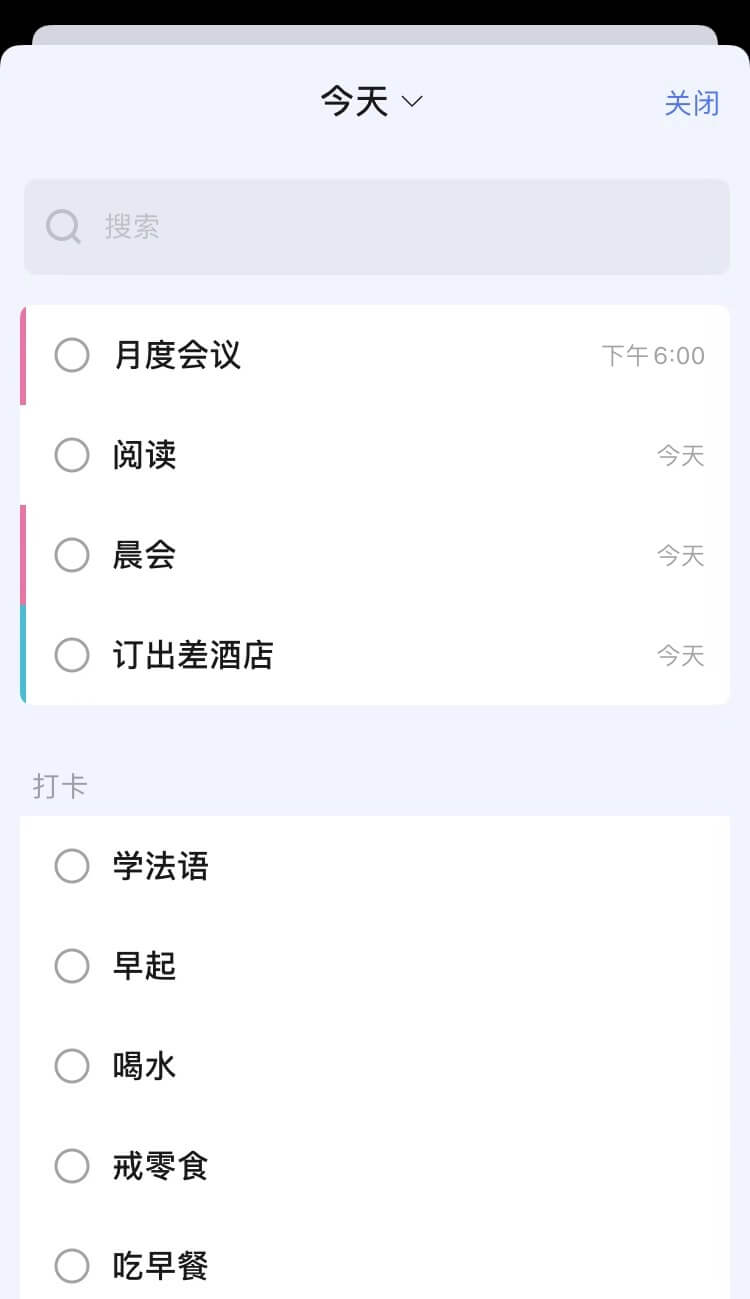 今天
关闭
搜索
月度会议 下午6:00
阅读 今天
晨会 今天
订出差酒店 今天
打卡
学法语
早起
喝水
戒零食
吃早餐